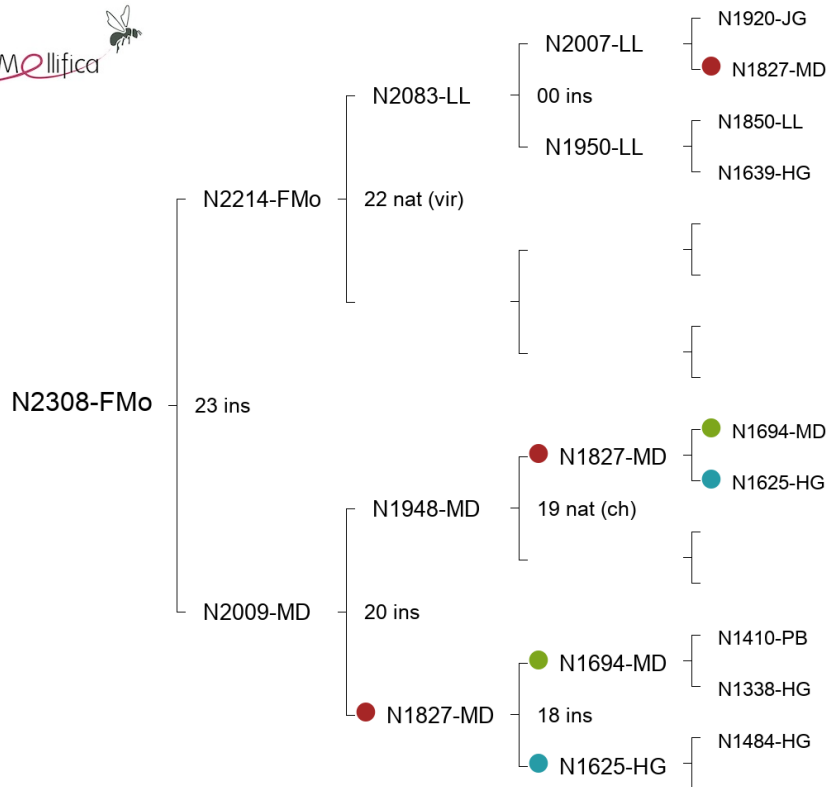 N1920-JG
N2007-LL
Mellifica
N1827-MD
N2083-LL
00 ins
N1850-LL
N1950-LL
N1639-HG
N2214-FMo
22 nat (vir)
N2308-FMo
23 ins
N1694-MD
N1827-MD
N1625-HG
N1948-MD
19 nat (ch)
N2009-MD
20 ins
N1410-PB
N1694-MD
N1338-HG
N1827-MD
18 ins
N1484-HG
N1625-HG